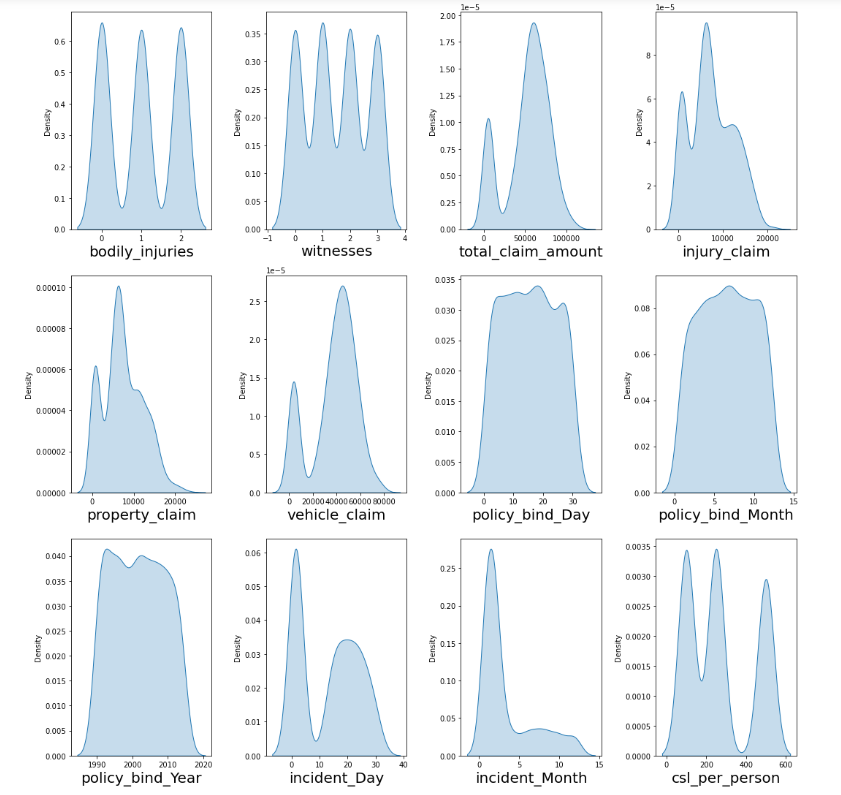 1e−5
1e−5
0.6
0.5
0.4
0.3
0.2
0.1
0.0
Density
0 1 2
bodily_injuries
0.35
0.30
0.25
0.20
0.15
0.10
0.05
0.00
Density
−1 0 1 2 3 4
witnesses
2.00
1.75
1.50
1.25
1.00
0.75
0.50
0.25
0.00
Density
0 50000 100000
total_claim_amount
8
6
4
2
0
Density
0 10000 20000
injury_claim
0.00010
0.00008
0.00006
0.00004
0.00002
0.00000
Density
0 10000 20000
property_claim
1e−5
2.5
2.0
1.5
1.0
0.5
0.0
Density
0 20000 40000 60000 80000
vehicle_claim
0.035
0.030
0.025
0.020
0.015
0.010
0.005
0.000
Density
0 10 20 30
policy_bind_Day
0.08
0.06
0.04
0.02
0.00
Density
0 5 10 15
policy_bind_Month
0.040
0.035
0.030
0.025
0.020
0.015
0.010
0.005
0.000
Density
1990 2000 2010 2020
policy_bind_Year
0.06
0.05
0.04
0.03
0.02
0.01
0.00
Density
0 10 20 30 40
incident_Day
0.25
0.20
0.15
0.10
0.05
0.00
Density
0 5 10 15
incident_Month
0.0035
0.0030
0.0025
0.0020
0.0015
0.0010
0.0005
0.0000
Density
0 200 400 600
csl_per_person